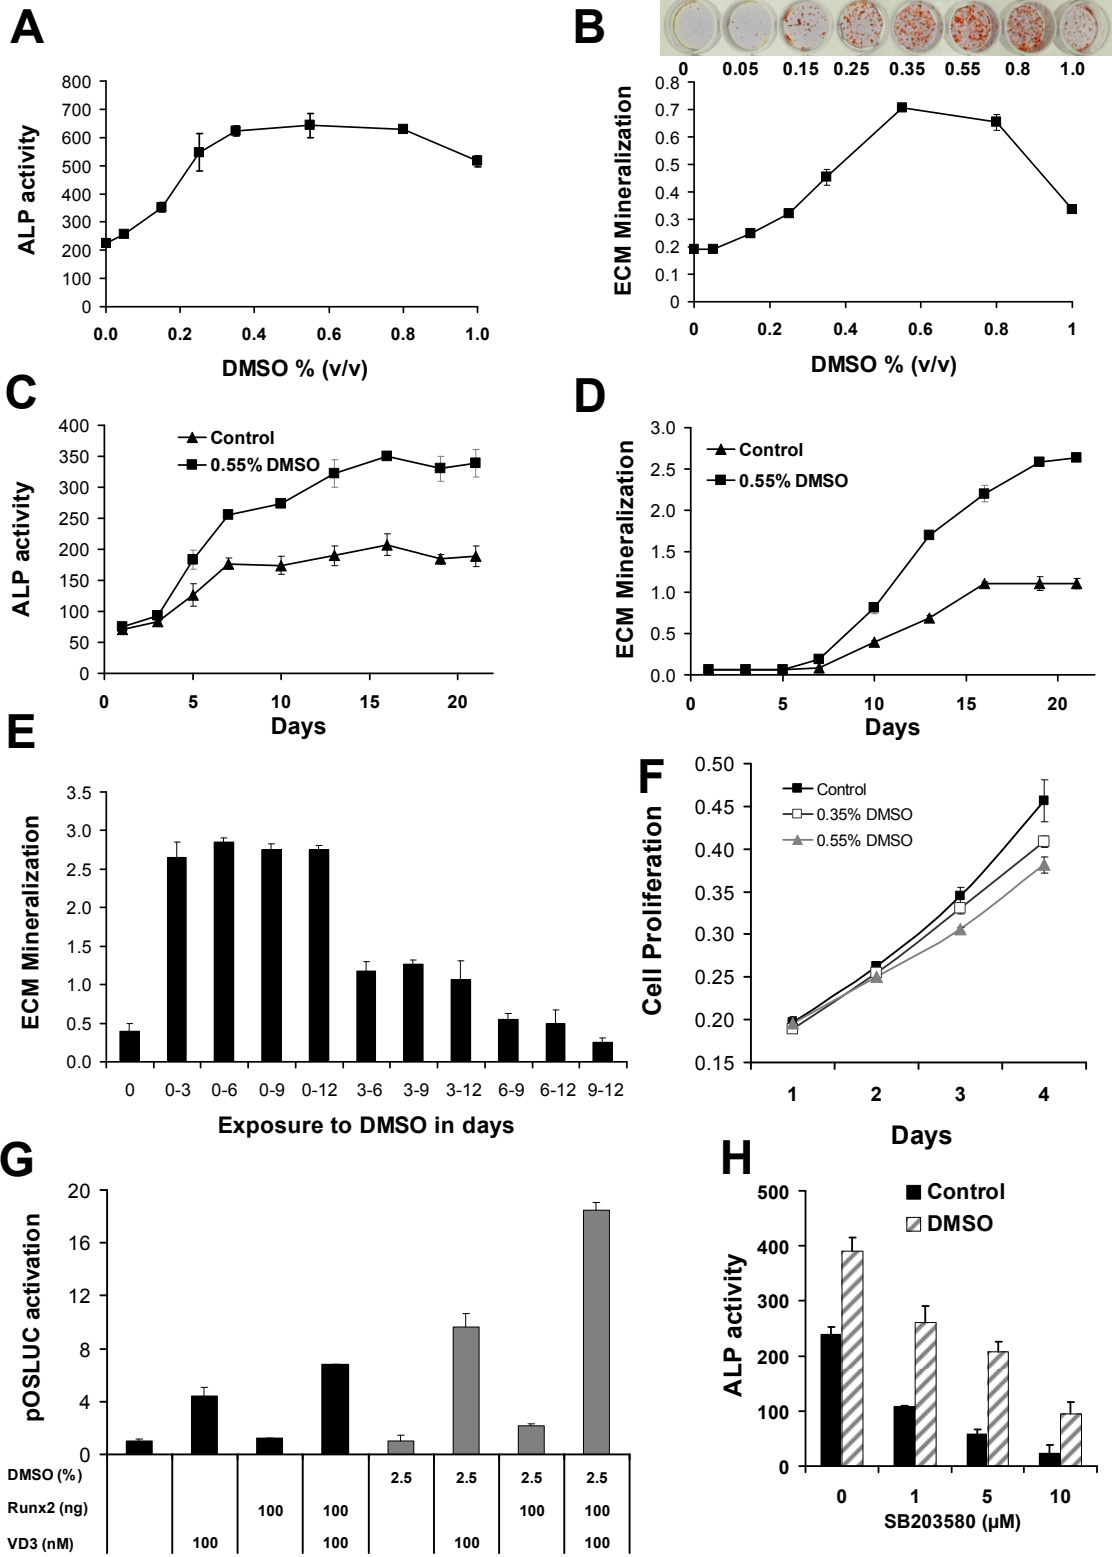 A
800
700
600
500
400
300
200
100
0
ALP activity
0.0 0.2 0.4 0.6 0.8 1.0
DMSO % (v/v)
B
0 0.05 0.15 0.25 0.35 0.55 0.8 1.0
0.8
0.7
0.6
0.5
0.4
0.3
0.2
0.1
0
ECM Mineralization
0 0.2 0.4 0.6 0.8 1
DMSO % (v/v)
C
400
350
300
250
200
150
100
50
0
ALP activity
Control
0.55% DMSO
0 5 10 15 20
Days
D
3.0
2.5
2.0
1.5
1.0
0.5
0.0
ECM Mineralization
Control
0.55% DMSO
0 5 10 15 20
Days
E
3.5
3.0
2.5
2.0
1.5
1.0
0.5
0.0
ECM Mineralization
0 0-3 0-6 0-9 0-12 3-6 3-9 3-12 6-9 6-12 9-12
Exposure to DMSO in days
F
0.50
0.45
0.40
0.35
0.30
0.25
0.20
0.15
Cell Proliferation
Control
0.35% DMSO
0.55% DMSO
1 2 3 4
Days
G
20
16
12
8
4
0
pOSLUC activation
DMSO (%) 2.5 2.5 2.5 2.5
Runx2 (ng) 100 100 100 100
VD3 (nM) 100 100 100 100
H
500
400
300
200
100
0
ALP activity
Control
DMSO
0 1 5 10
SB203580 (µM)